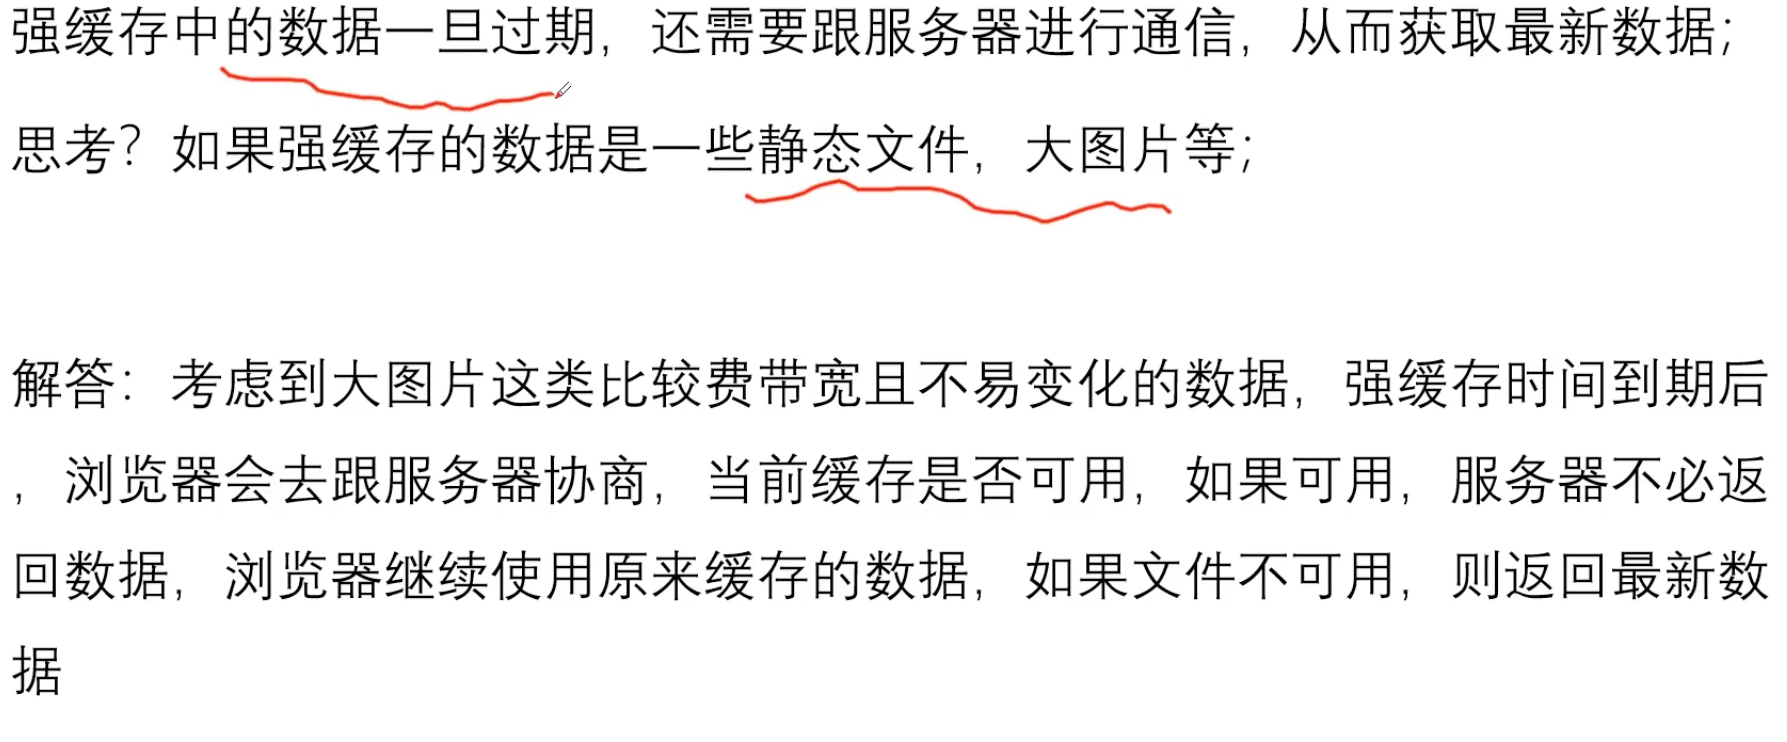 强缓存中的数据一旦过期，还需要跟服务器进行通信，从而获取最新数据；
思考？如果强缓存的数据是一些静态文件，大图片等；
解答：考虑到大图片这类比较费带宽且不易变化的数据，强缓存时间到期后
，浏览器会去跟服务器协商，当前缓存是否可用，如果可用，服务器不必返
回数据，浏览器继续使用原来缓存的数据，如果文件不可用，则返回最新数
据